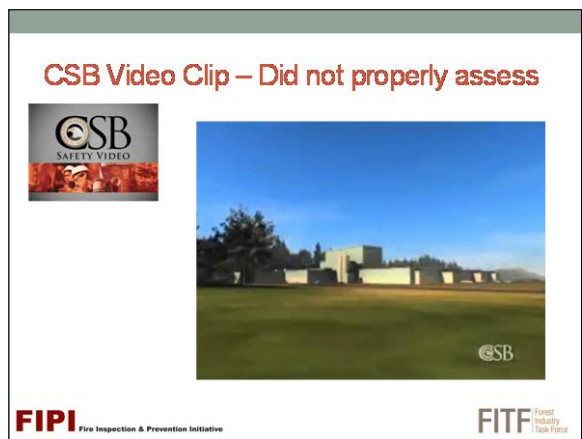 CSB Video Clip – Did not properly assess
CSB
SAFETY VIDEO
CSB
FIPI Fire Inspection & Prevention Initiative
FITF Forest
Industry
Task Force